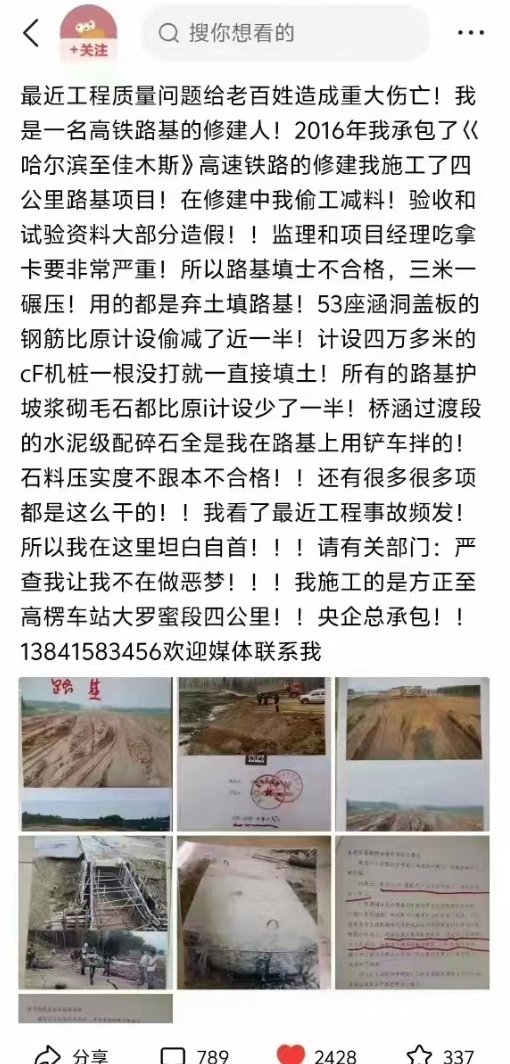 +关注
搜你想看的
最近工程质量问题给老百姓造成重大伤亡！我
是一名高铁路基的修建人！2016年我承包了《
哈尔滨至佳木斯》高速铁路的修建我施工了四
公里路基项目！在修建中我偷工减料！验收和
试验资料大部分造假！！监理和项目经理吃拿
卡要非常严重！所以路基填士不合格，三米一
碾压！用的都是弃土填路基！53座涵洞盖板的
钢筋比原计设偷减了近一半！计设四万多米的
cF机桩一根没打就一直接填土！所有的路基护
坡浆砌毛石都比原i计设少了一半！桥涵过渡段
的水泥级配碎石全是我在路基上用铲车拌的！
石料压实度不跟本不合格！！还有很多很多项
都是这么干的！！我看了最近工程事故频发！
所以我在这里坦白自首！！！请有关部门：严
查我让我不在做恶梦！！！我施工的是方正至
高楞车站大罗蜜段四公里！！央企总承包！！
13841583456欢迎媒体联系我
路基
分享
789
2428
337